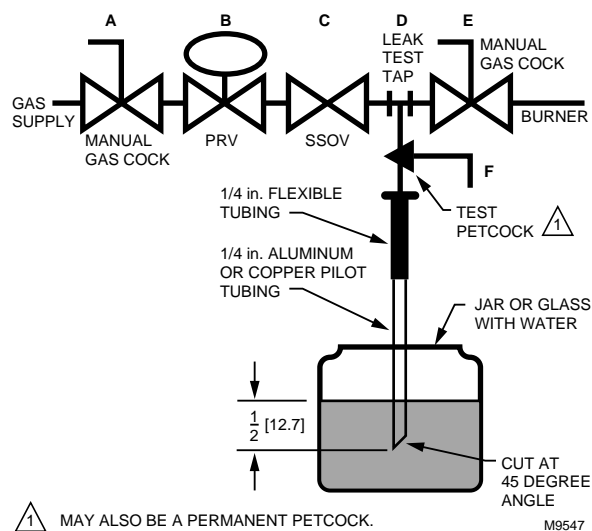 A
B
C
D
E
LEAK
TEST
TAP
MANUAL
GAS COCK
GAS
SUPPLY
BURNER
MANUAL
GAS COCK
PRV
SSOV
F
1/4 in. FLEXIBLE
TUBING
TEST
PETCOCK 1
1/4 in. ALUMINUM
OR COPPER PILOT
TUBING
JAR OR GLASS
WITH WATER
1/2 [12.7]
CUT AT
45 DEGREE
ANGLE
1 MAY ALSO BE A PERMANENT PETCOCK.
M9547